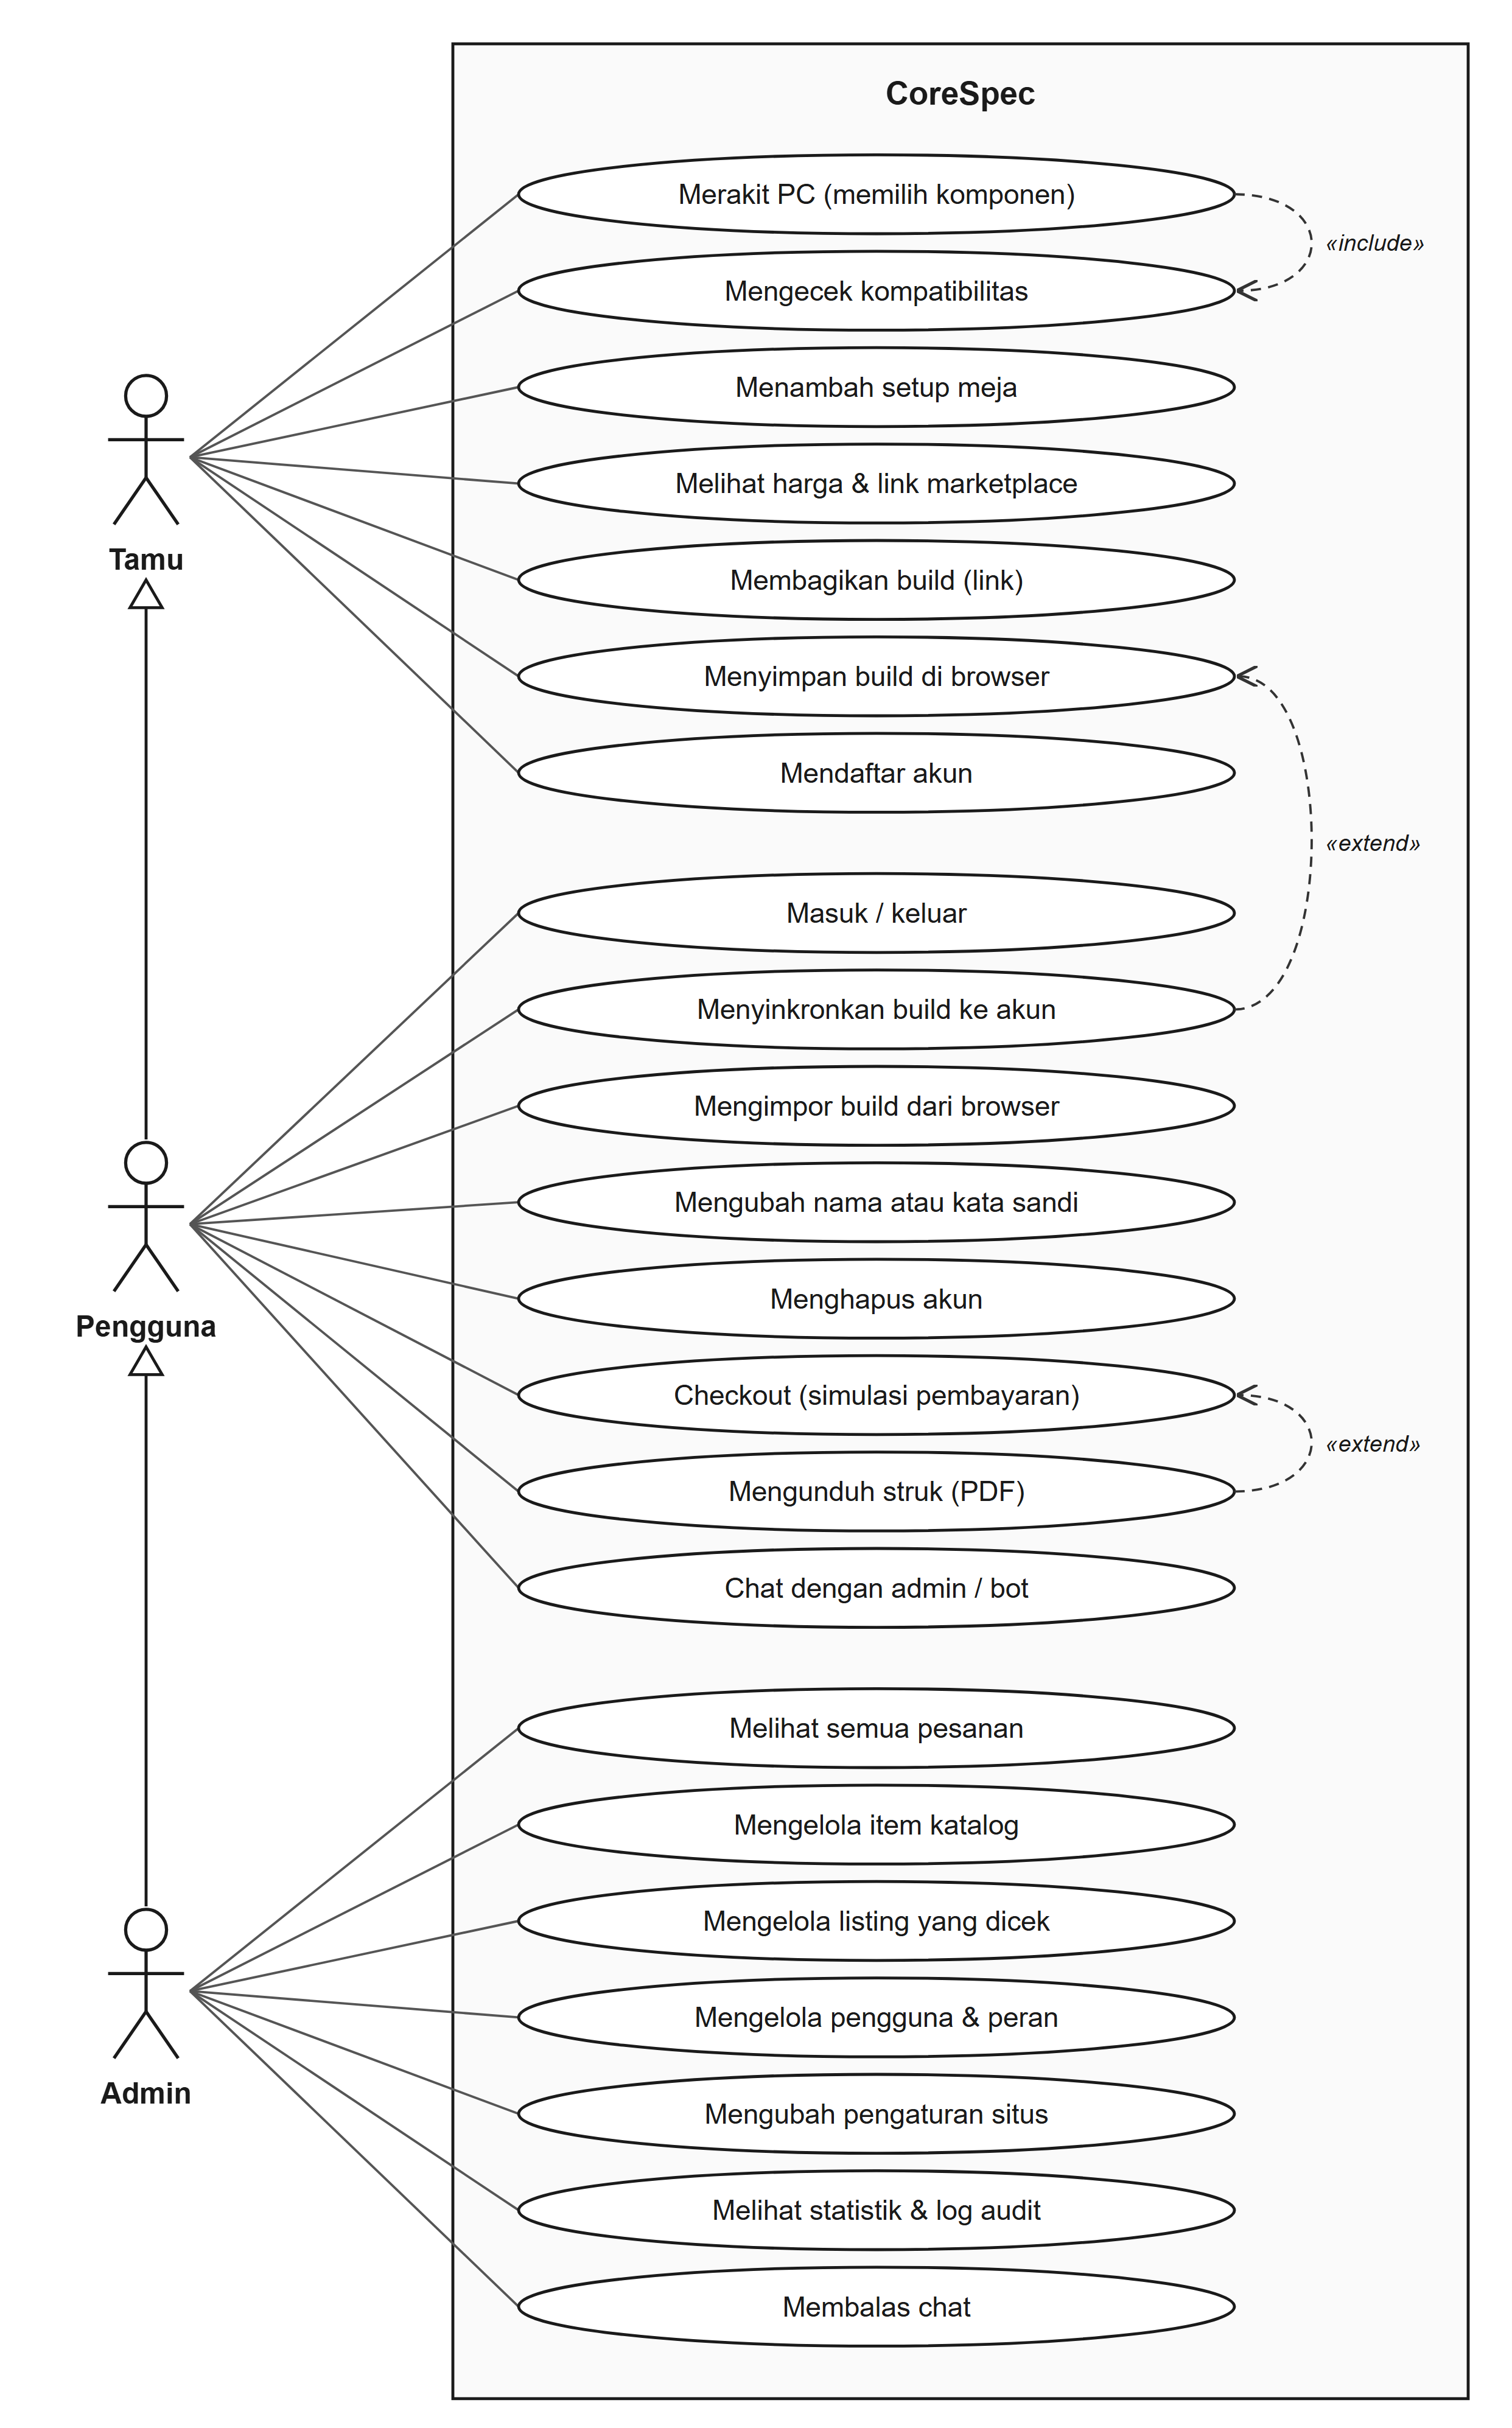 CoreSpec
Merakit PC (memilih komponen)
«include»
Mengecek kompatibilitas
Menambah setup meja
Melihat harga & link marketplace
Tamu
Membagikan build (link)
Menyimpan build di browser
Mendaftar akun
«extend»
Masuk / keluar
Menyinkronkan build ke akun
Mengimpor build dari browser
Mengubah nama atau kata sandi
Menghapus akun
Pengguna
Checkout (simulasi pembayaran)
«extend»
Mengunduh struk (PDF)
Chat dengan admin / bot
Melihat semua pesanan
Mengelola item katalog
Mengelola listing yang dicek
Mengelola pengguna & peran
Admin
Mengubah pengaturan situs
Melihat statistik & log audit
Membalas chat